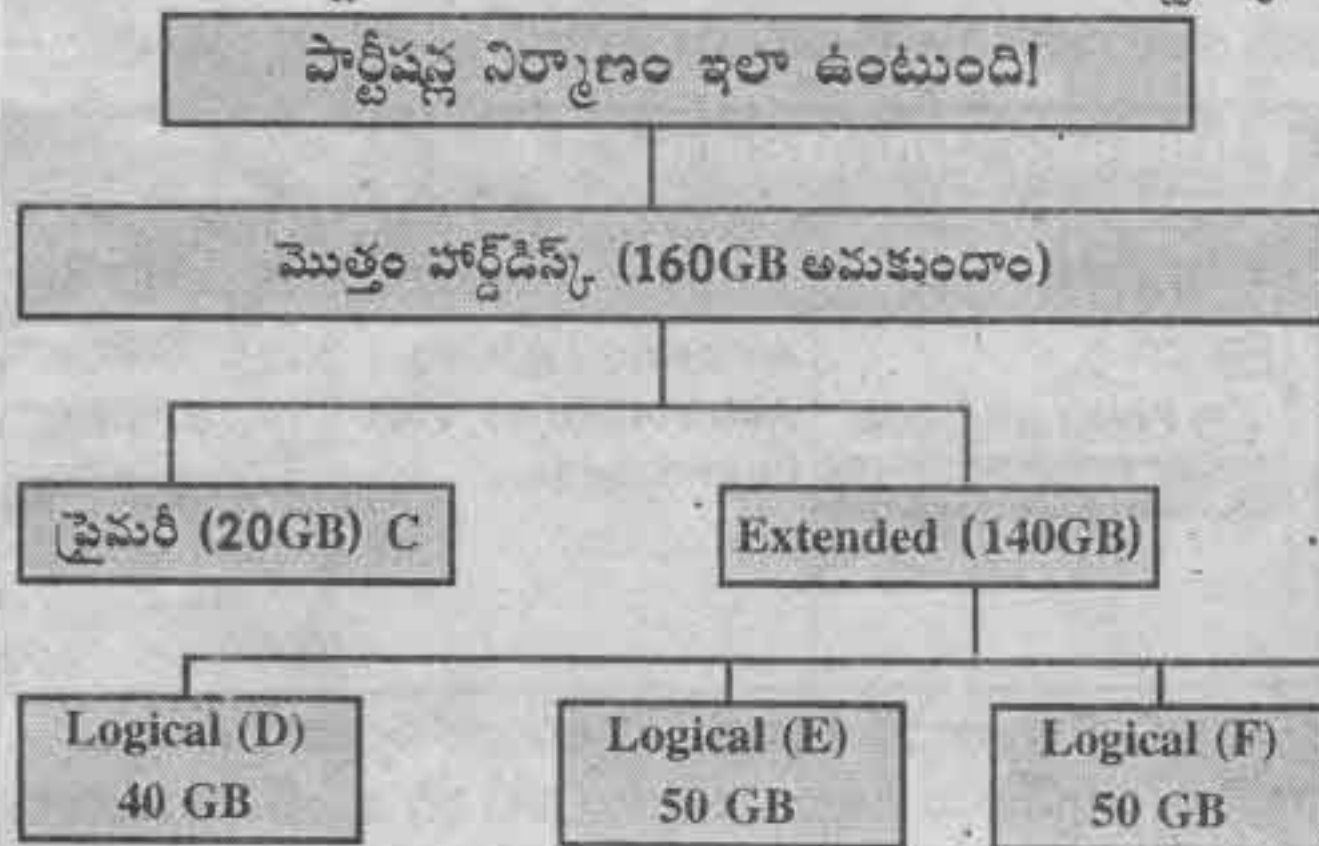 పార్టీషన్ల నిర్మాణం ఇలా ఉంటుంది!
మొత్తం హార్డ్‌డిస్క్ (160GB అనుకుందాం)
ప్రైమరీ (20GB) C
Extended (140GB)
Logical (D)
40 GB
Logical (E)
50 GB
Logical (F)
50 GB